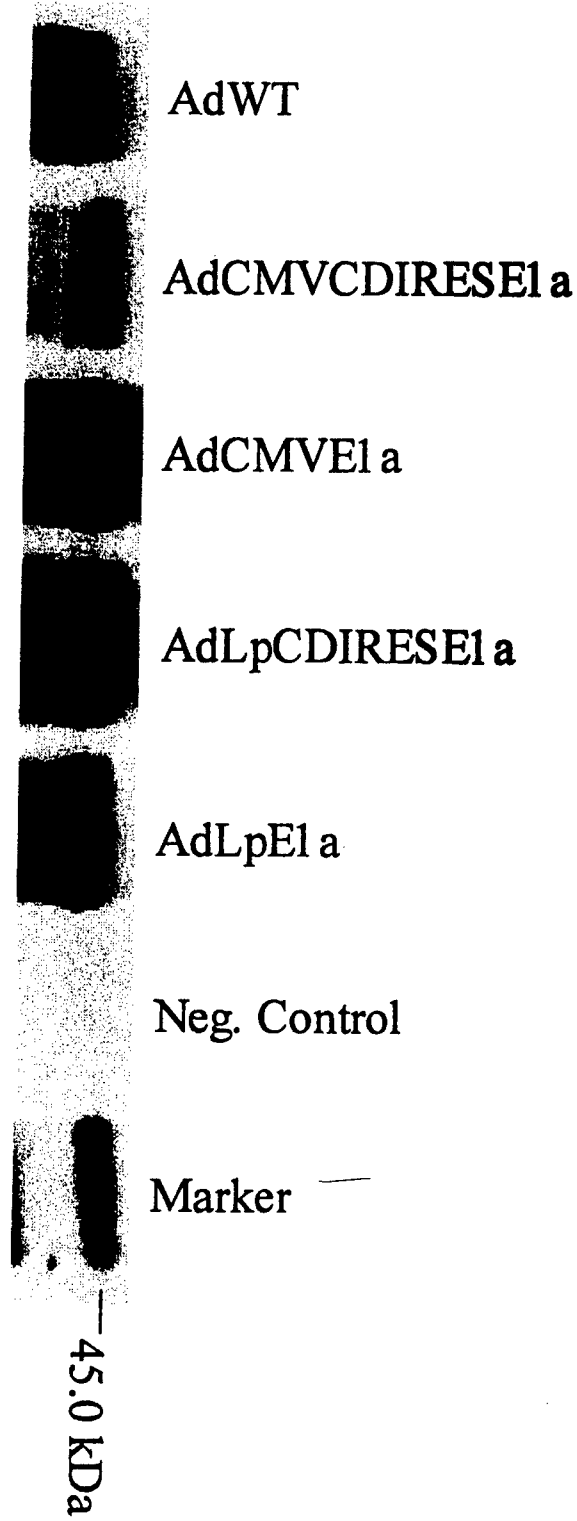 AdWT
AdCMVCDIRESE1a
AdCMVE1a
AdLpCDIRESE1a
AdLpE1a
Neg. Control
Marker
45.0 kDa